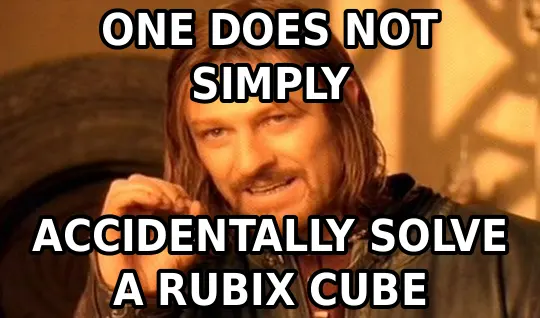 ONE DOES NOT
SIMPLY
ACCIDENTALLY SOLVE
A RUBIX CUBE